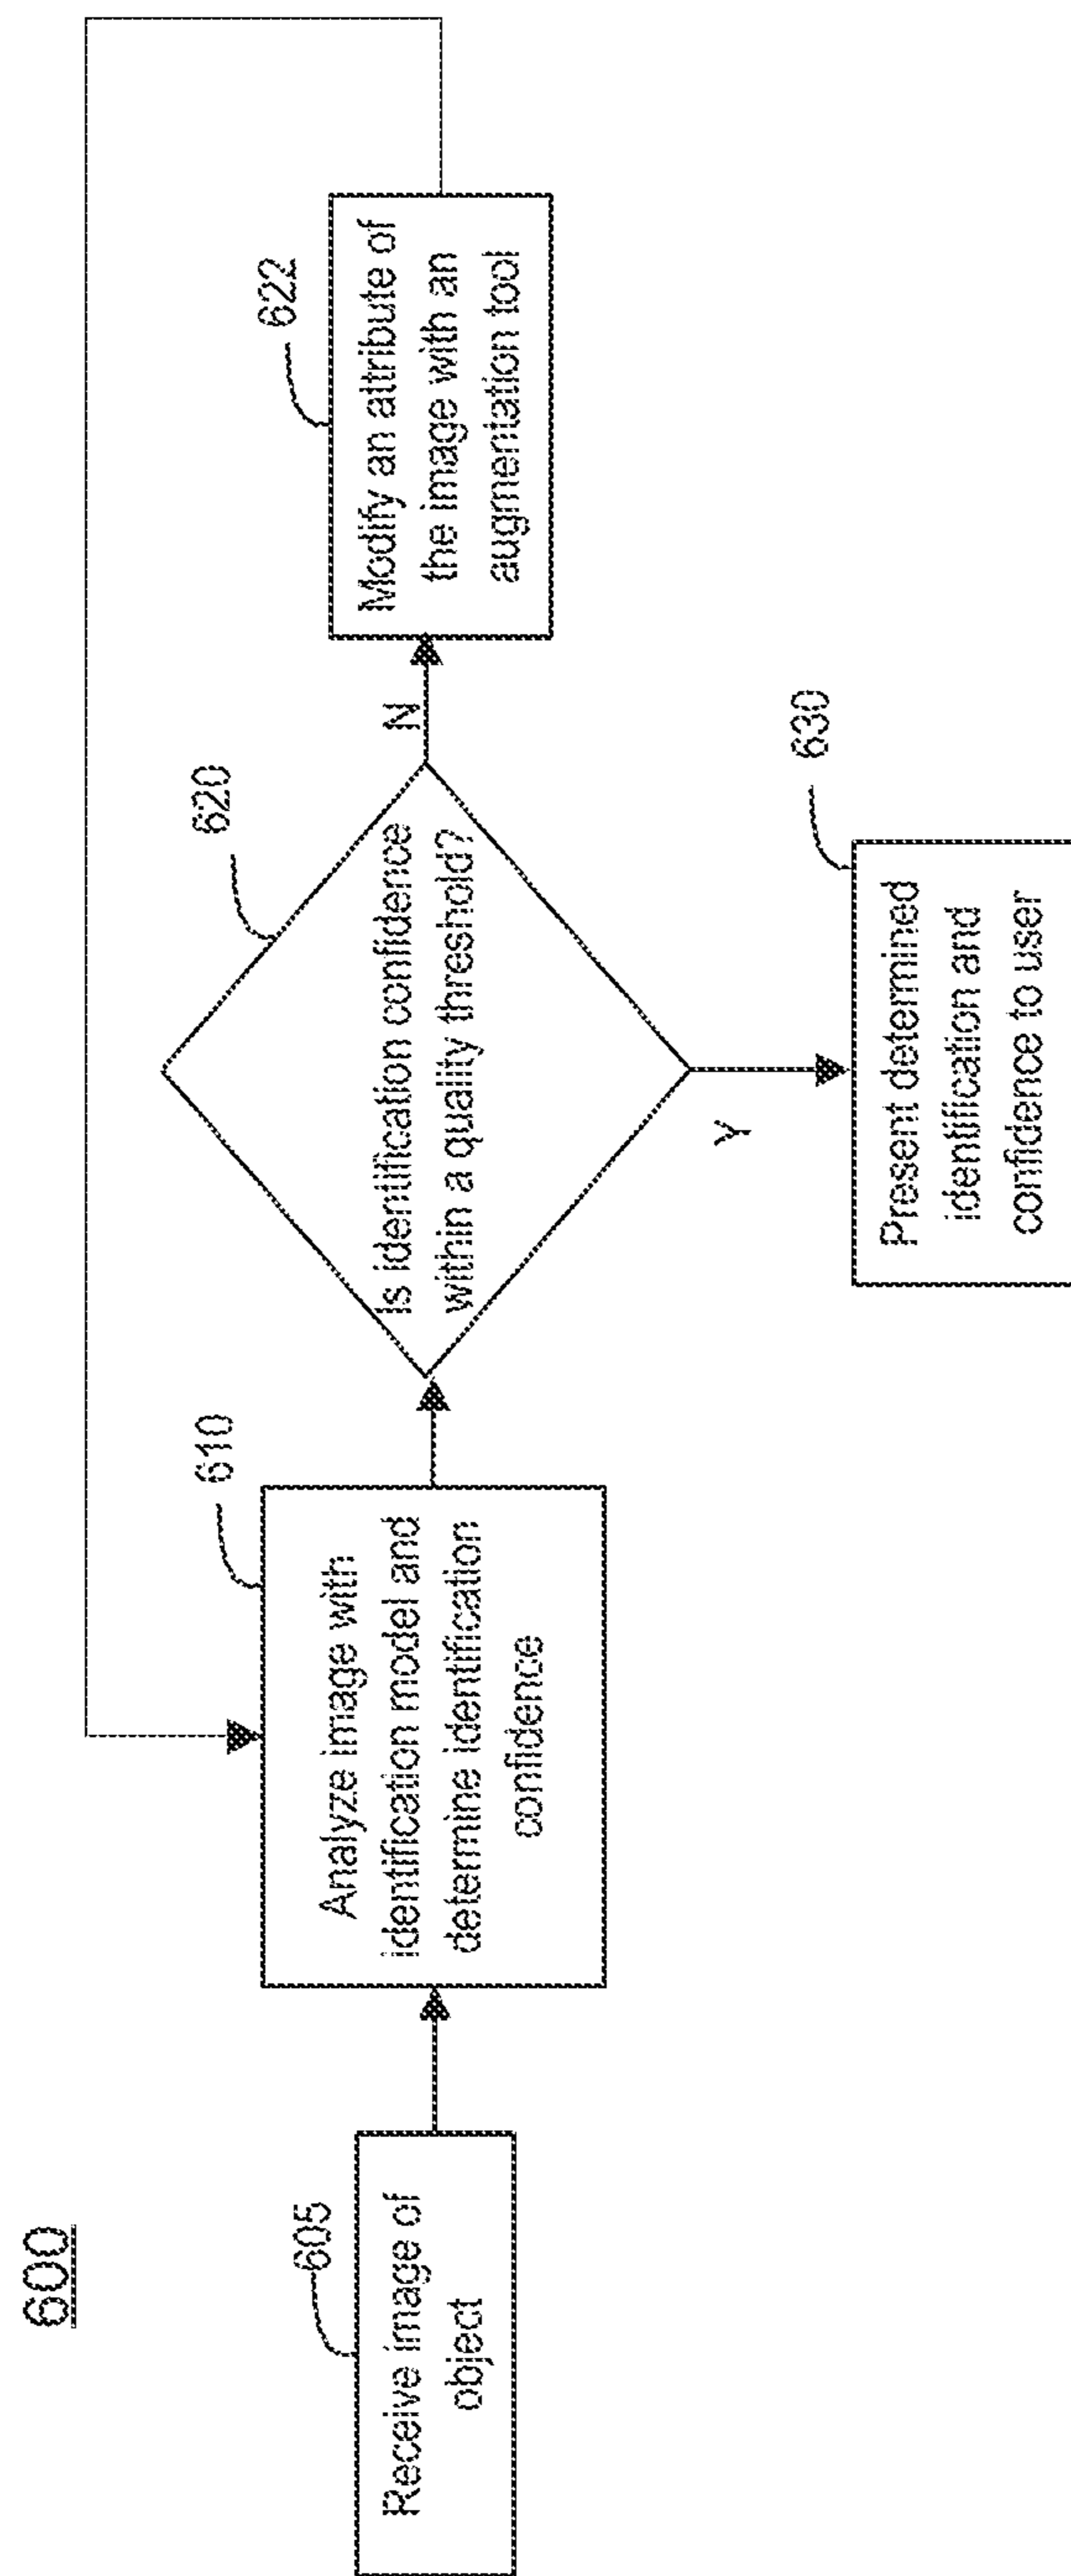 600
605
Receive image of
object
610
Analyze image with
identification model and
determine identification
confidence
620
Is identification confidence
within a quality threshold?
N
622
Modify an attribute of
the image with an
augmentation tool
Y
630
Present determined
identification and
confidence to user